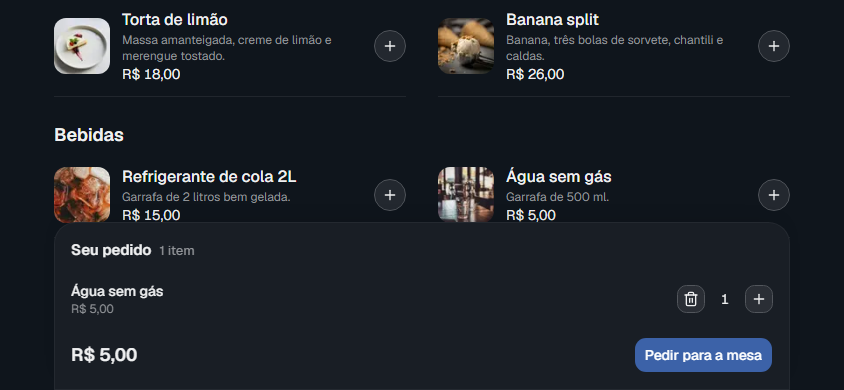 Torta de limão
Massa amanteigada, creme de limão e
merengue tostado.
R$ 18,00
Banana split
Banana, três bolas de sorvete, chantili e
caldas.
R$ 26,00
Bebidas
Refrigerante de cola 2L
Garrafa de 2 litros bem gelada.
R$ 15,00
Água sem gás
Garrafa de 500 ml.
R$ 5,00
Seu pedido 1 item
Água sem gás
R$ 5,00
1
R$ 5,00
Pedir para a mesa